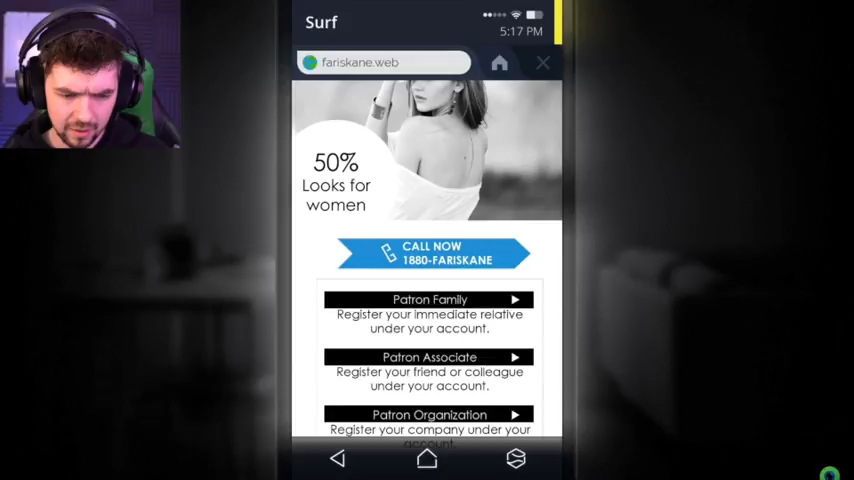 Surf
5:17 PM
fariskane.web
50%
Looks for
women
CALL NOW
1880-FARISKANE
Patron Family
Register your immediate relative
under your account.
Patron Associate
Register your friend or colleague
under your account.
Patron Organization
Register your company under your
account.